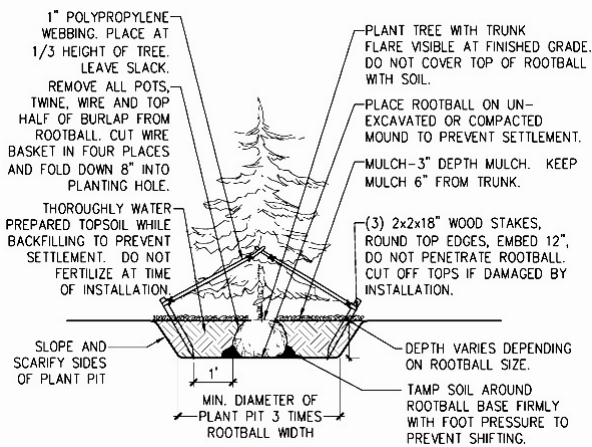 1" POLYPROPYLENE
WEBBING. PLACE AT
1/3 HEIGHT OF TREE.
LEAVE SLACK.
REMOVE ALL POTS,
TWINE, WIRE AND TOP
HALF OF BURLAP FROM
ROOTBALL. CUT WIRE
BASKET IN FOUR PLACES
AND FOLD DOWN 8" INTO
PLANTING HOLE.
THOROUGHLY WATER
PREPARED TOPSOIL WHILE
BACKFILLING TO PREVENT
SETTLEMENT. DO NOT
FERTILIZE AT TIME
OF INSTALLATION.
SLOPE AND
SCARIFY SIDES
OF PLANT PIT
1'
MIN. DIAMETER OF
PLANT PIT 3 TIMES
ROOTBALL WIDTH
PLANT TREE WITH TRUNK
FLARE VISIBLE AT FINISHED GRADE.
DO NOT COVER TOP OF ROOTBALL
WITH SOIL.
PLACE ROOTBALL ON UN-
EXCAVATED OR COMPACTED
MOUND TO PREVENT SETTLEMENT.
MULCH-3" DEPTH MULCH. KEEP
MULCH 6" FROM TRUNK.
(3) 2x2x18" WOOD STAKES,
ROUND TOP EDGES, EMBED 12",
DO NOT PENETRATE ROOTBALL.
CUT OFF TOPS IF DAMAGED BY
INSTALLATION.
DEPTH VARIES DEPENDING
ON ROOTBALL SIZE.
TAMP SOIL AROUND
ROOTBALL BASE FIRMLY
WITH FOOT PRESSURE TO
PREVENT SHIFTING.